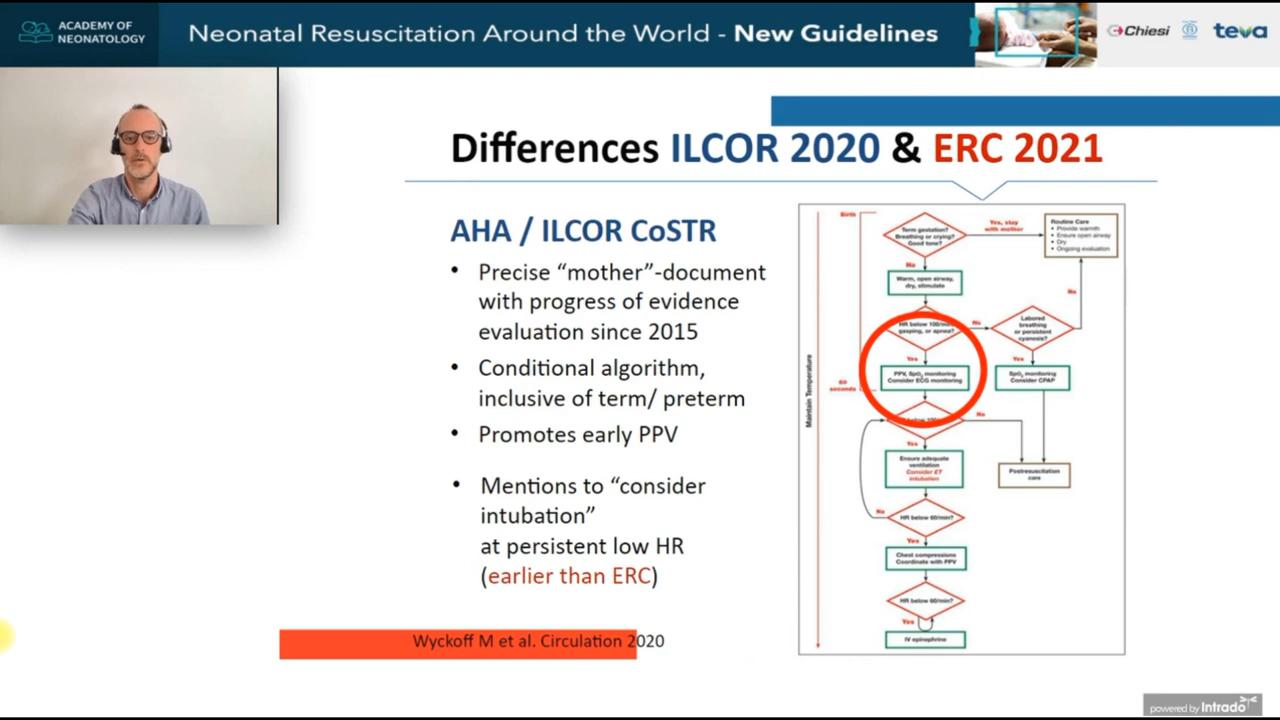 ACADEMY OF
NEONATOLOGY
Neonatal Resuscitation Around the World - New Guidelines
Chiesi
teva
Differences ILCOR 2020 & ERC 2021
AHA / ILCOR CoSTR
• Precise “mother”-document
with progress of evidence
evaluation since 2015
• Conditional algorithm,
inclusive of term/ preterm
• Promotes early PPV
• Mentions to “consider
intubation”
at persistent low HR
(earlier than ERC)
Wyckoff M et al. Circulation 2020
Birth
Term gestation?
Breathing or crying?
Good tone?
Yes, stay
with mother
Routine Care
• Provide warmth
• Ensure open airway
• Dry
• Ongoing evaluation
No
Warm, open airway,
dry, stimulate
HR below 100/min,
gasping, or apnea?
No
Labored
breathing
or persistent
cyanosis?
No
Yes
Yes
PPV, SpO₂ monitoring
Consider ECG monitoring
SpO₂ monitoring
Consider CPAP
60
seconds
Maintain Temperature
No
Yes
Ensure adequate
ventilation
Consider ET
intubation
Postresuscitation
care
HR below 60/min?
No
Yes
Chest compressions
Coordinate with PPV
HR below 60/min?
Yes
IV epinephrine
powered by Intrado